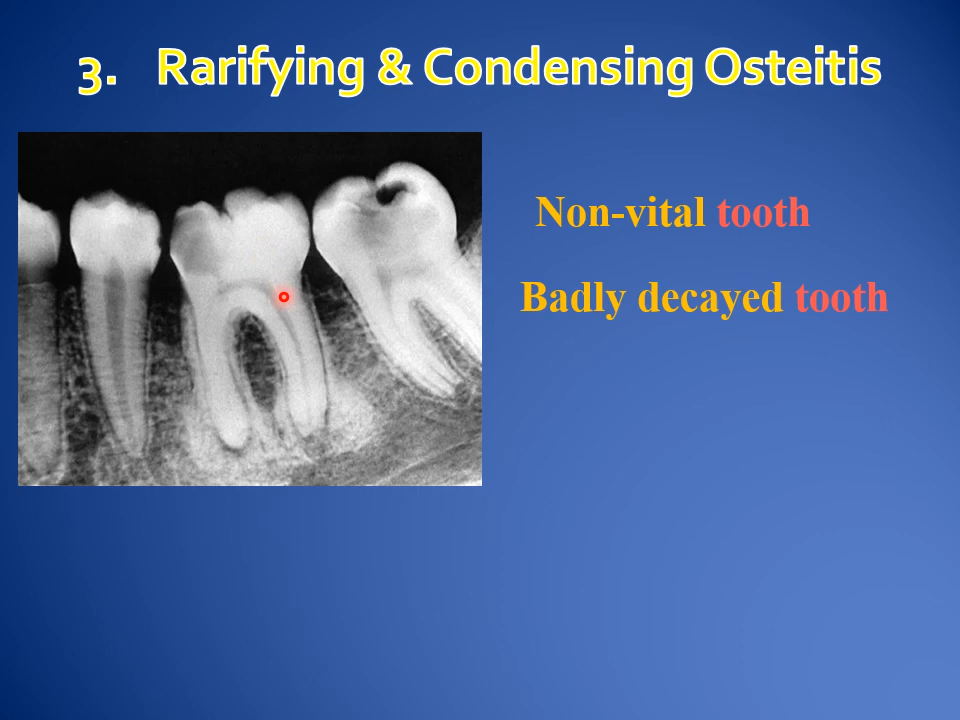 3. Rarifying & Condensing Osteitis
Non-vital tooth
Badly decayed tooth